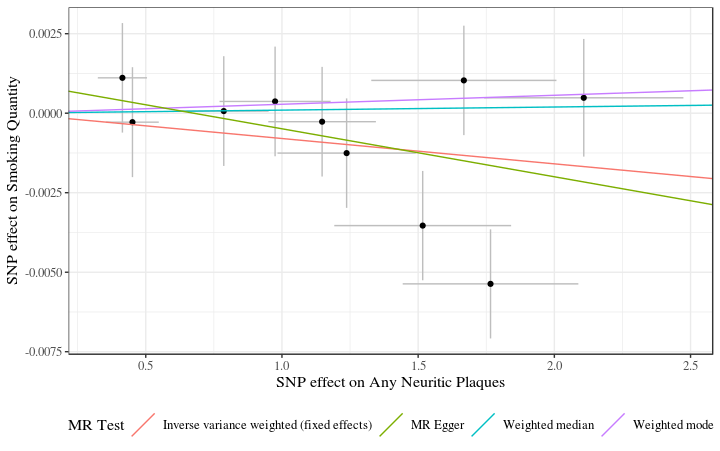 SNP effect on Smoking Quantity
0.0025
0.0000
-0.0025
-0.0050
-0.0075
0.5 1.0 1.5 2.0 2.5
SNP effect on Any Neuritic Plaques
MR Test Inverse variance weighted (fixed effects) MR Egger Weighted median Weighted mode